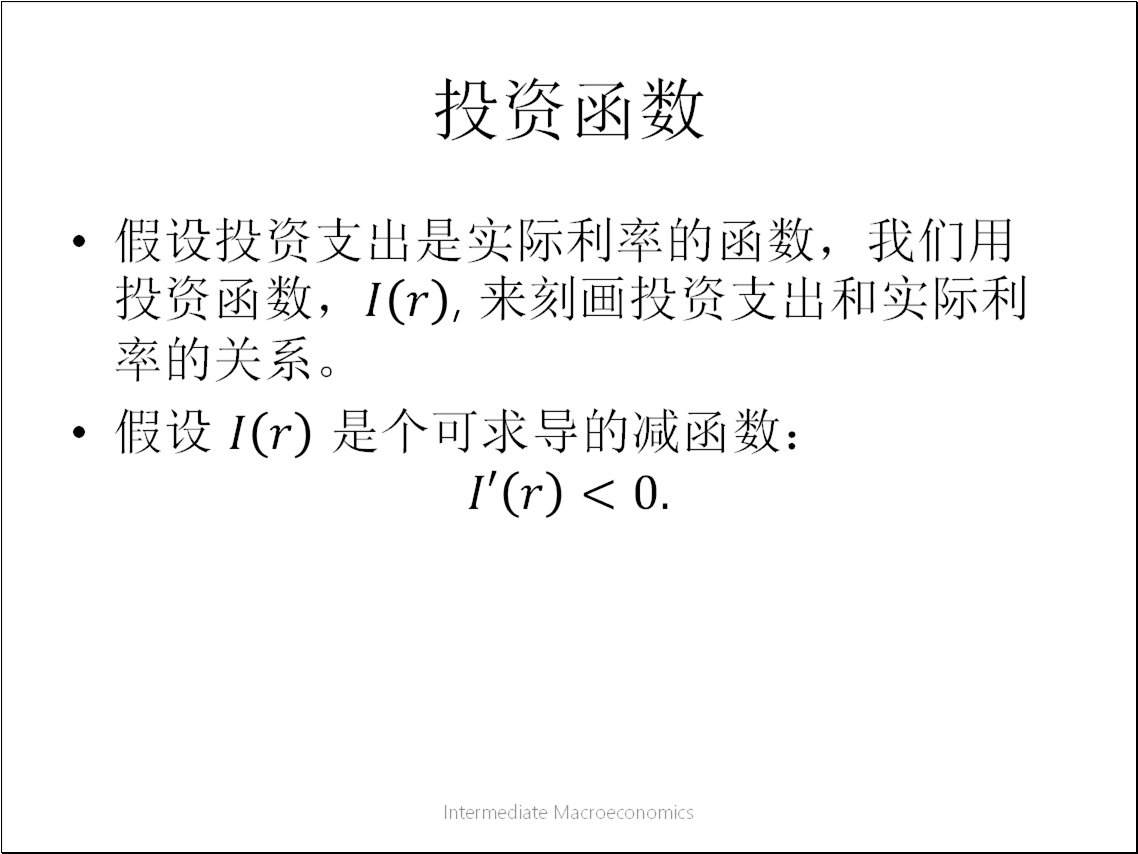 投资函数
• 假设投资支出是实际利率的函数，我们用
投资函数，I(r), 来刻画投资支出和实际利
率的关系。
• 假设 I(r) 是个可求导的减函数：
I′(r) < 0.
Intermediate Macroeconomics